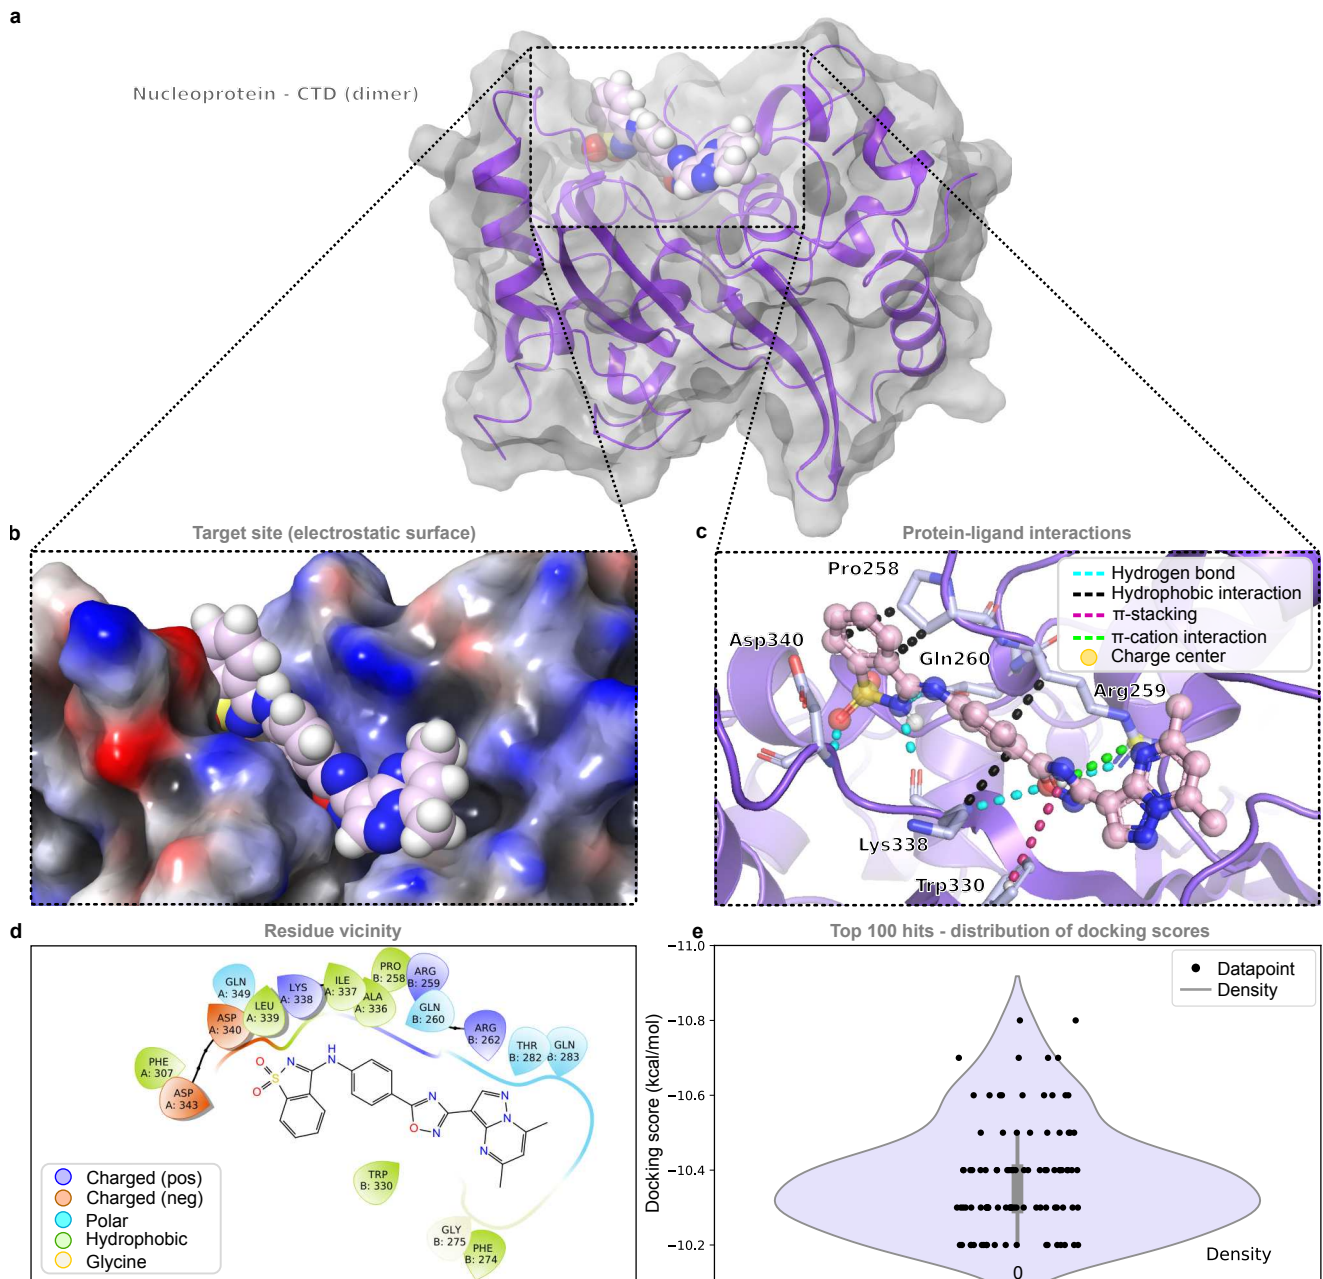 a
Nucleoprotein - CTD (dimer)
b
Target site (electrostatic surface)
c
Protein-ligand interactions
Pro258
Asp340
Gln260
Arg259
Lys338
Trp330
Hydrogen bond
Hydrophobic interaction
π-stacking
π-cation interaction
Charge center
d
Residue vicinity
GLN
A: 349
LYS
A: 338
ILE
A: 337
PRO
B: 258
ARG
B: 259
ASP
A: 340
LEU
A: 339
ALA
A: 336
GLN
B: 260
ARG
B: 262
THR
B: 282
GLN
B: 283
PHE
A: 307
ASP
A: 343
H
N
N
O
S
O
N
N
O
N
N
N
N
TRP
B: 330
GLY
B: 275
PHE
B: 274
Charged (pos)
Charged (neg)
Polar
Hydrophobic
Glycine
e
Top 100 hits - distribution of docking scores
Docking score (kcal/mol)
−11.0
−10.8
−10.6
−10.4
−10.2
Datapoint
Density
Density
0